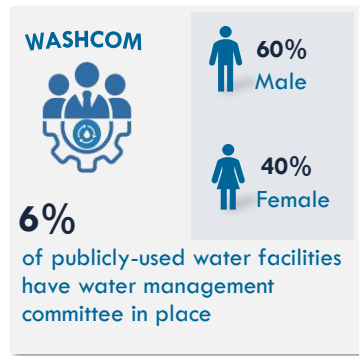 WASHCOM
60%
Male
40%
Female
6%
of publicly-used water facilities
have water management
committee in place